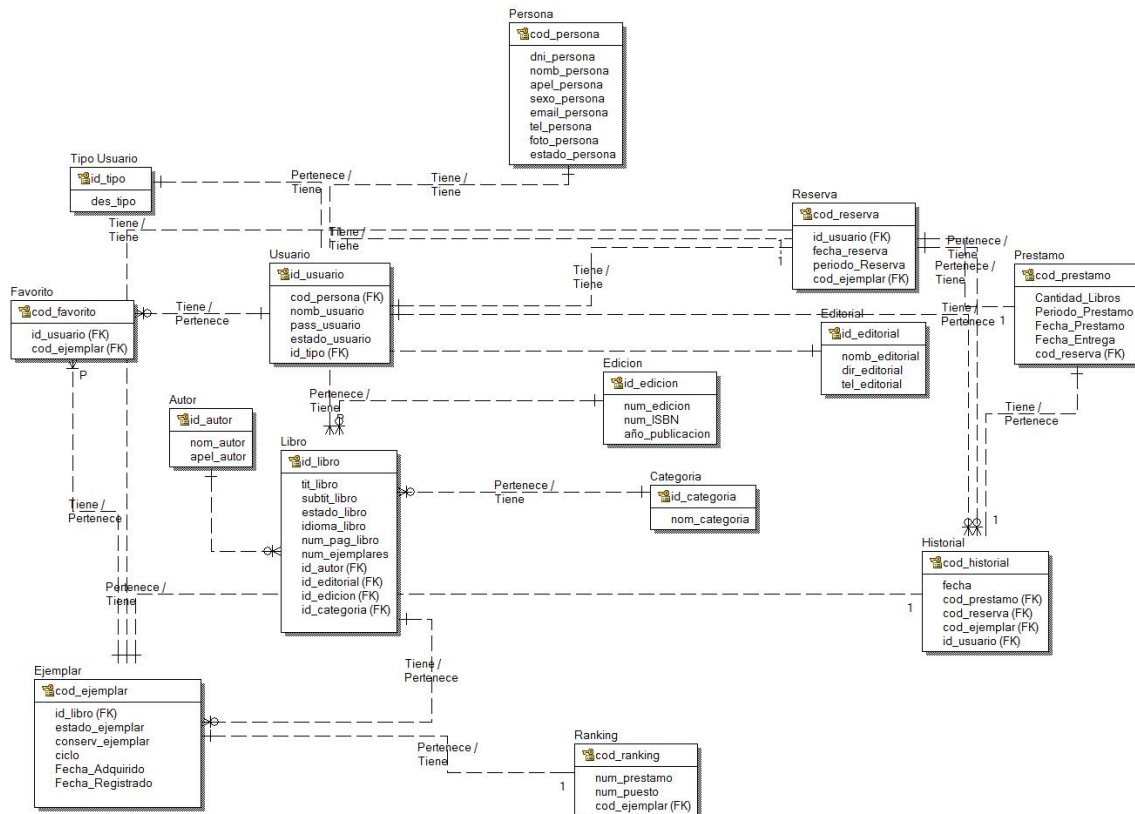 Persona
cod_persona
dni_persona
nomb_persona
apel_persona
sexo_persona
email_persona
tel_persona
foto_persona
estado_persona
Tipo Usuario
id_tipo
des_tipo
Pertenece /
Tiene
Tiene /
Tiene
Reserva
cod_reserva
id_usuario (FK)
fecha_reserva
periodo_Reserva
cod_ejemplar (FK)
Tiene /
Tiene
Tiene
1
1
Pertenece /
Tiene
Pertenece /
Prestamo
cod_prestamo
Cantidad_Libros
Periodo_Prestamo
Fecha_Prestamo
Fecha_Entrega
cod_reserva (FK)
Usuario
id_usuario
cod_persona (FK)
nomb_usuario
pass_usuario
estado_usuario
id_tipo (FK)
Tiene /
Tiene
Favorito
cod_favorito
id_usuario (FK)
cod_ejemplar (FK)
Tiene /
Pertenece
P
Tiene /
Pertenece
1
Editorial
id_editorial
nomb_editorial
dir_editorial
tel_editorial
Edicion
id_edicion
num_edicion
num_ISBN
año_publicacion
Pertenece /
Tiene
Autor
id_autor
nom_autor
apel_autor
Tiene /
Pertenece
Libro
id_libro
tit_libro
subtit_libro
estado_libro
idioma_libro
num_pag_libro
num_ejemplares
id_autor (FK)
id_editorial (FK)
id_edicion (FK)
id_categoria (FK)
Pertenece /
Tiene
Categoria
id_categoria
nom_categoria
Tiene /
Pertenece
1
Historial
cod_historial
fecha
cod_prestamo (FK)
cod_reserva (FK)
cod_ejemplar (FK)
id_usuario (FK)
Pertenece /
Tiene
1
Tiene /
Pertenece
Ejemplar
cod_ejemplar
id_libro (FK)
estado_ejemplar
conserv_ejemplar
ciclo
Fecha_Adquirido
Fecha_Registrado
Pertenece /
Tiene
1
Ranking
cod_ranking
num_prestamo
num_puesto
cod_ejemplar (FK)